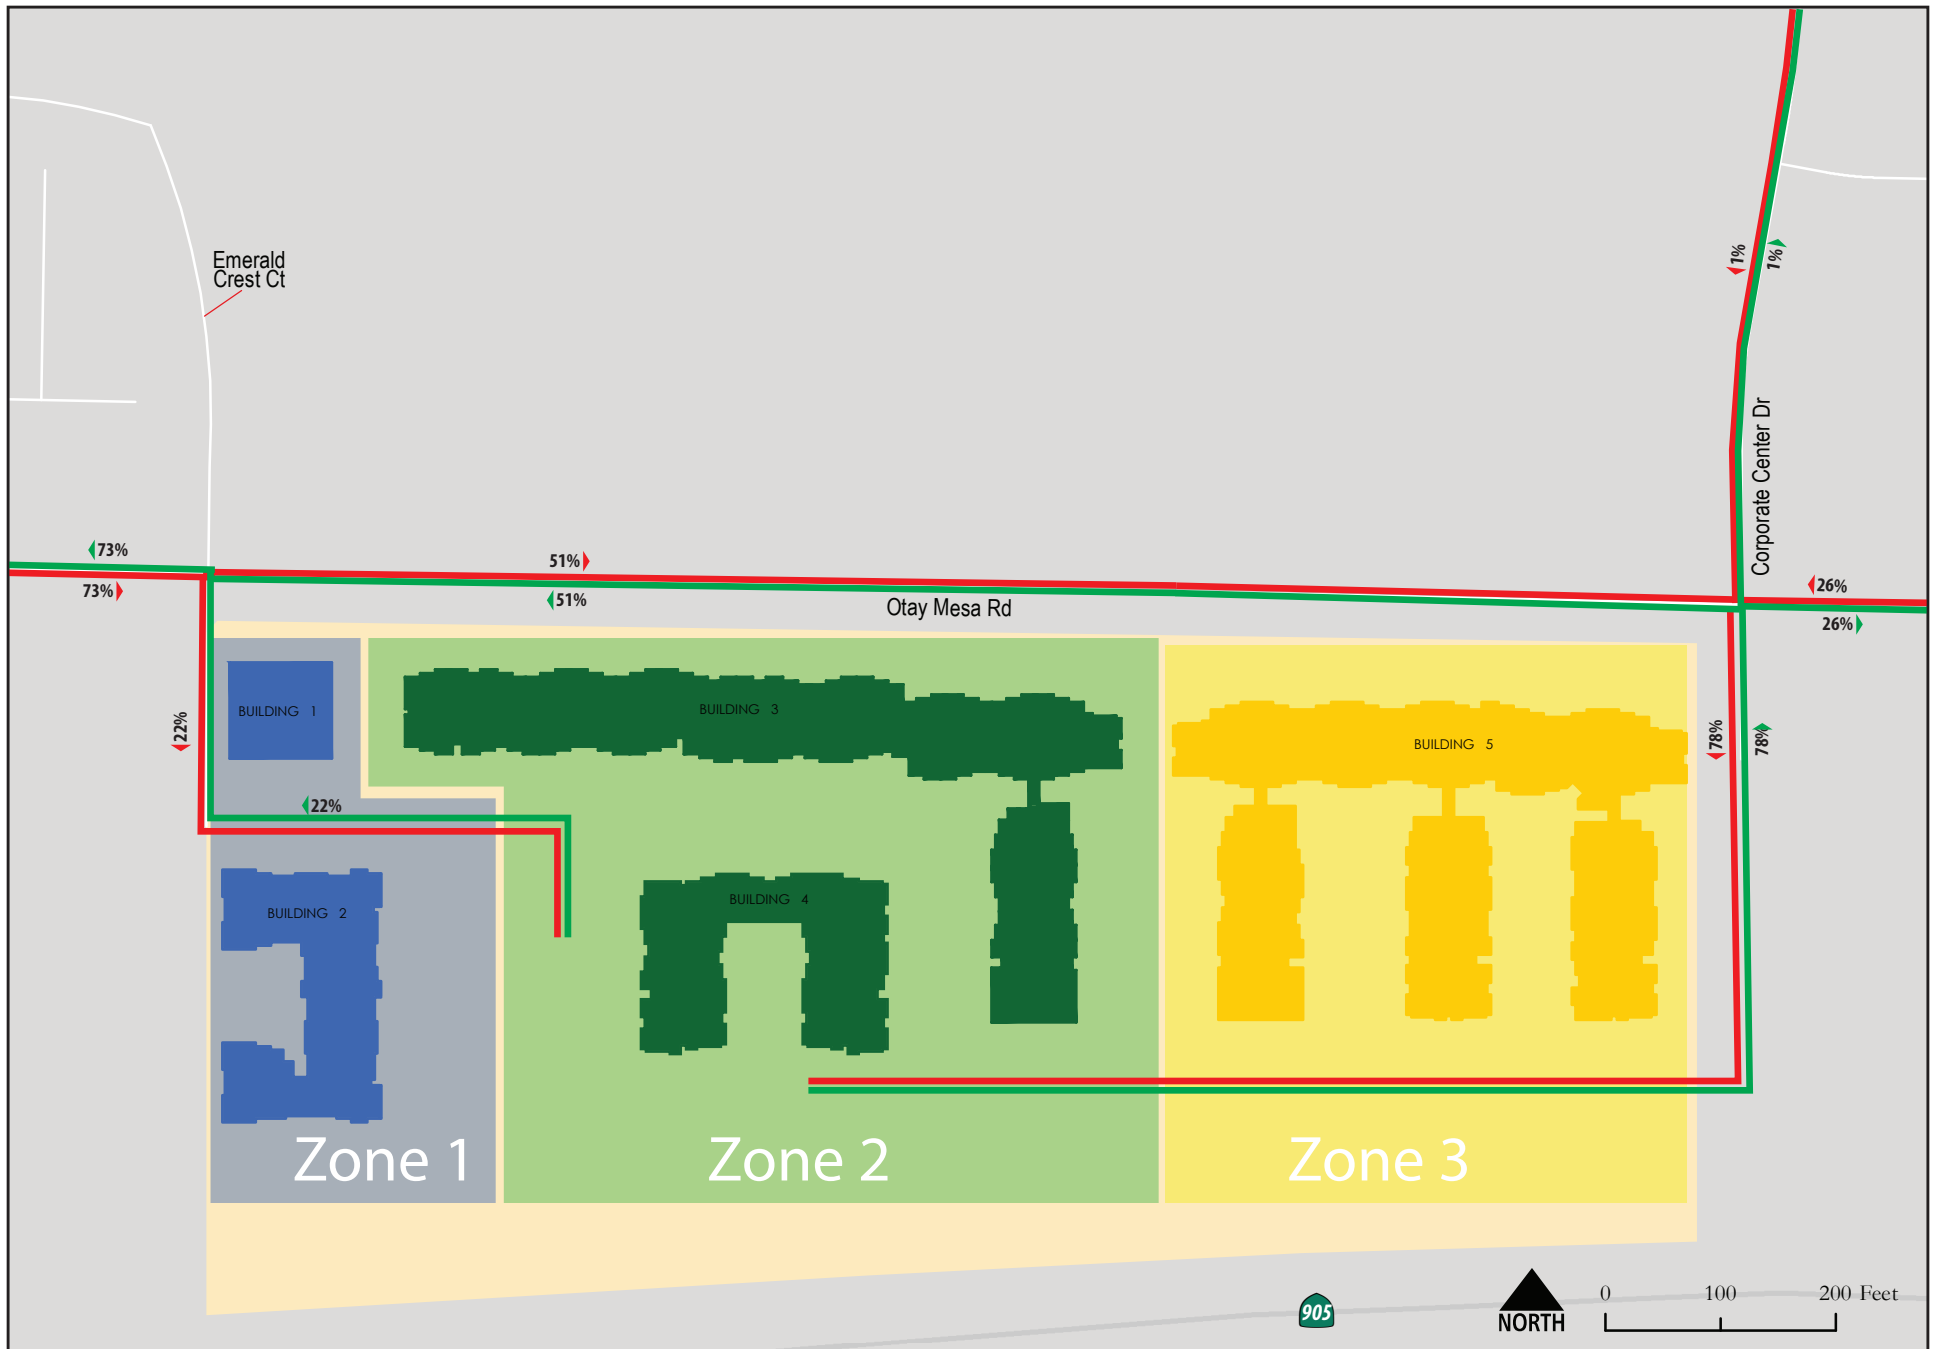 1%
1%
Emerald
Crest Ct
Corporate Center Dr
73%
73%
51%
51%
Otay Mesa Rd
26%
26%
22%
22%
78%
78%
BUILDING 1
BUILDING 2
BUILDING 3
BUILDING 4
BUILDING 5
Zone 1
Zone 2
Zone 3
905
NORTH
0 100 200 Feet